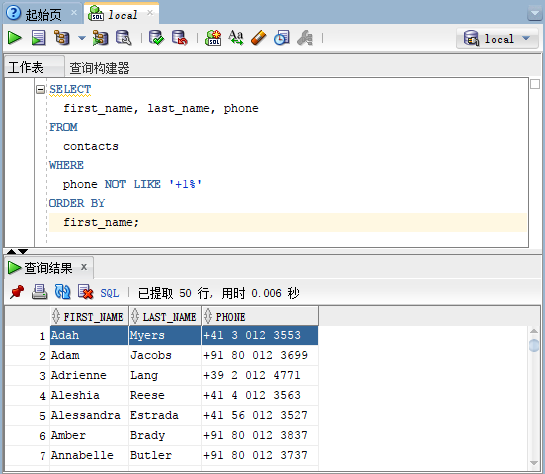 起始页 local
local
工作表 查询构建器
SELECT
first_name, last_name, phone
FROM
contacts
WHERE
phone NOT LIKE '+1%'
ORDER BY
first_name;
查询结果 x
SQL | 已提取 50 行, 用时 0.006 秒
FIRST_NAME LAST_NAME PHONE
1 Adah Myers +41 3 012 3553
2 Adam Jacobs +91 80 012 3699
3 Adrienne Lang +39 2 012 4771
4 Aleshia Reese +41 4 012 3563
5 Alessandra Estrada +41 56 012 3527
6 Amber Brady +91 80 012 3837
7 Annabelle Butler +91 80 012 3737